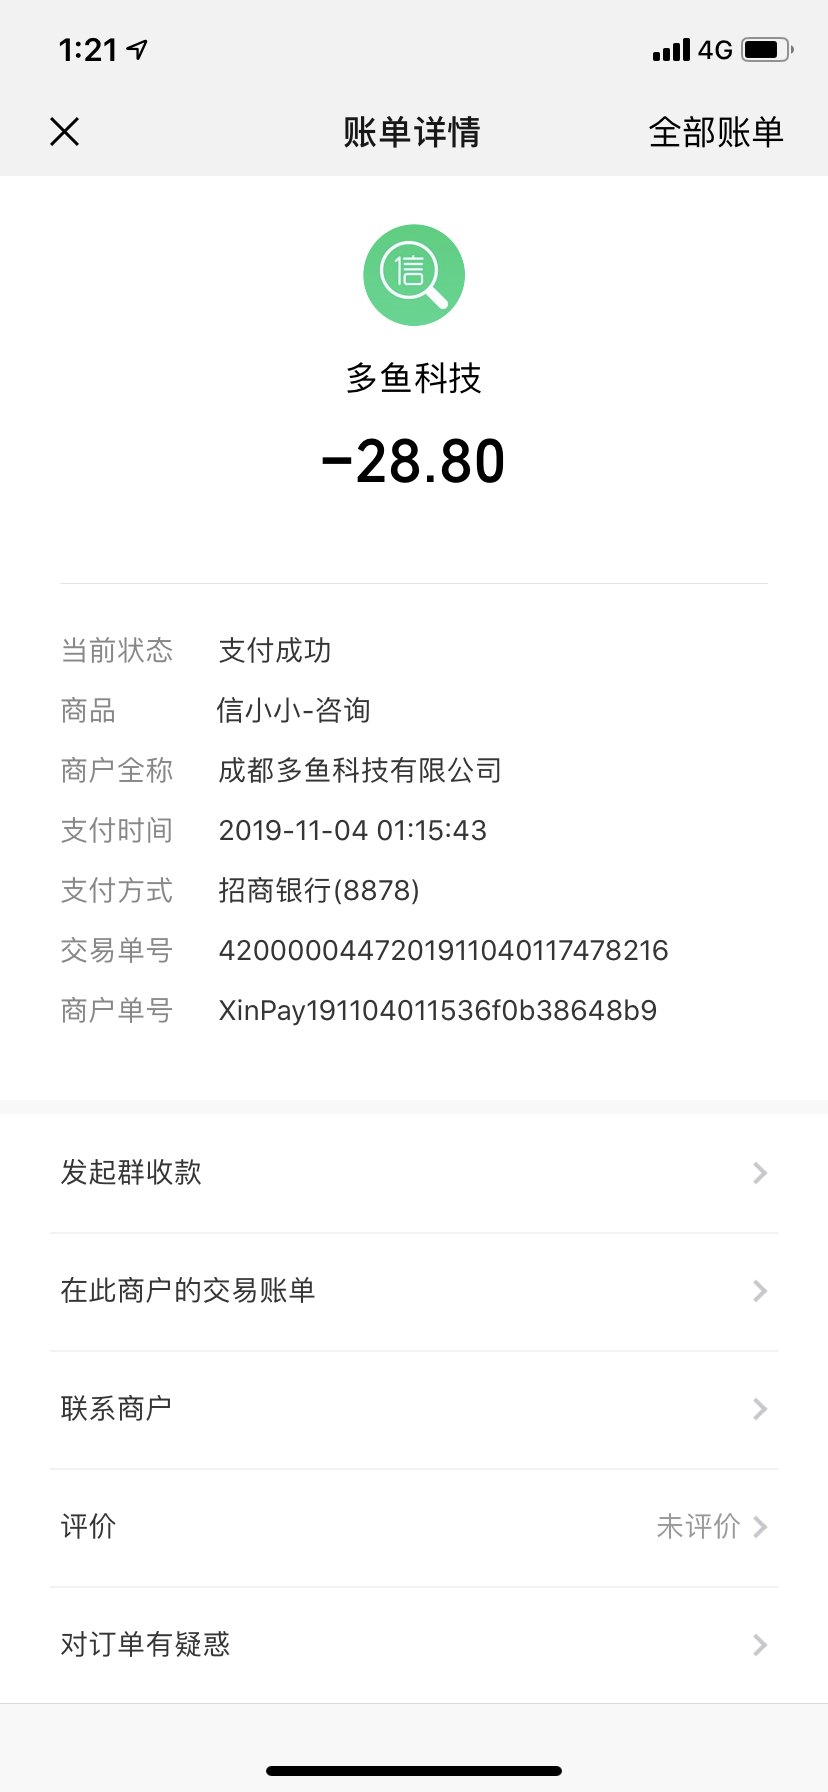 1:21 4G
账单详情 全部账单
信
多鱼科技
-28.80
当前状态 支付成功
商品 信小小-咨询
商户全称 成都多鱼科技有限公司
支付时间 2019-11-04 01:15:43
支付方式 招商银行(8878)
交易单号 4200000447201911040117478216
商户单号 XinPay191104011536f0b38648b9
发起群收款
在此商户的交易账单
联系商户
评价 未评价
对订单有疑惑